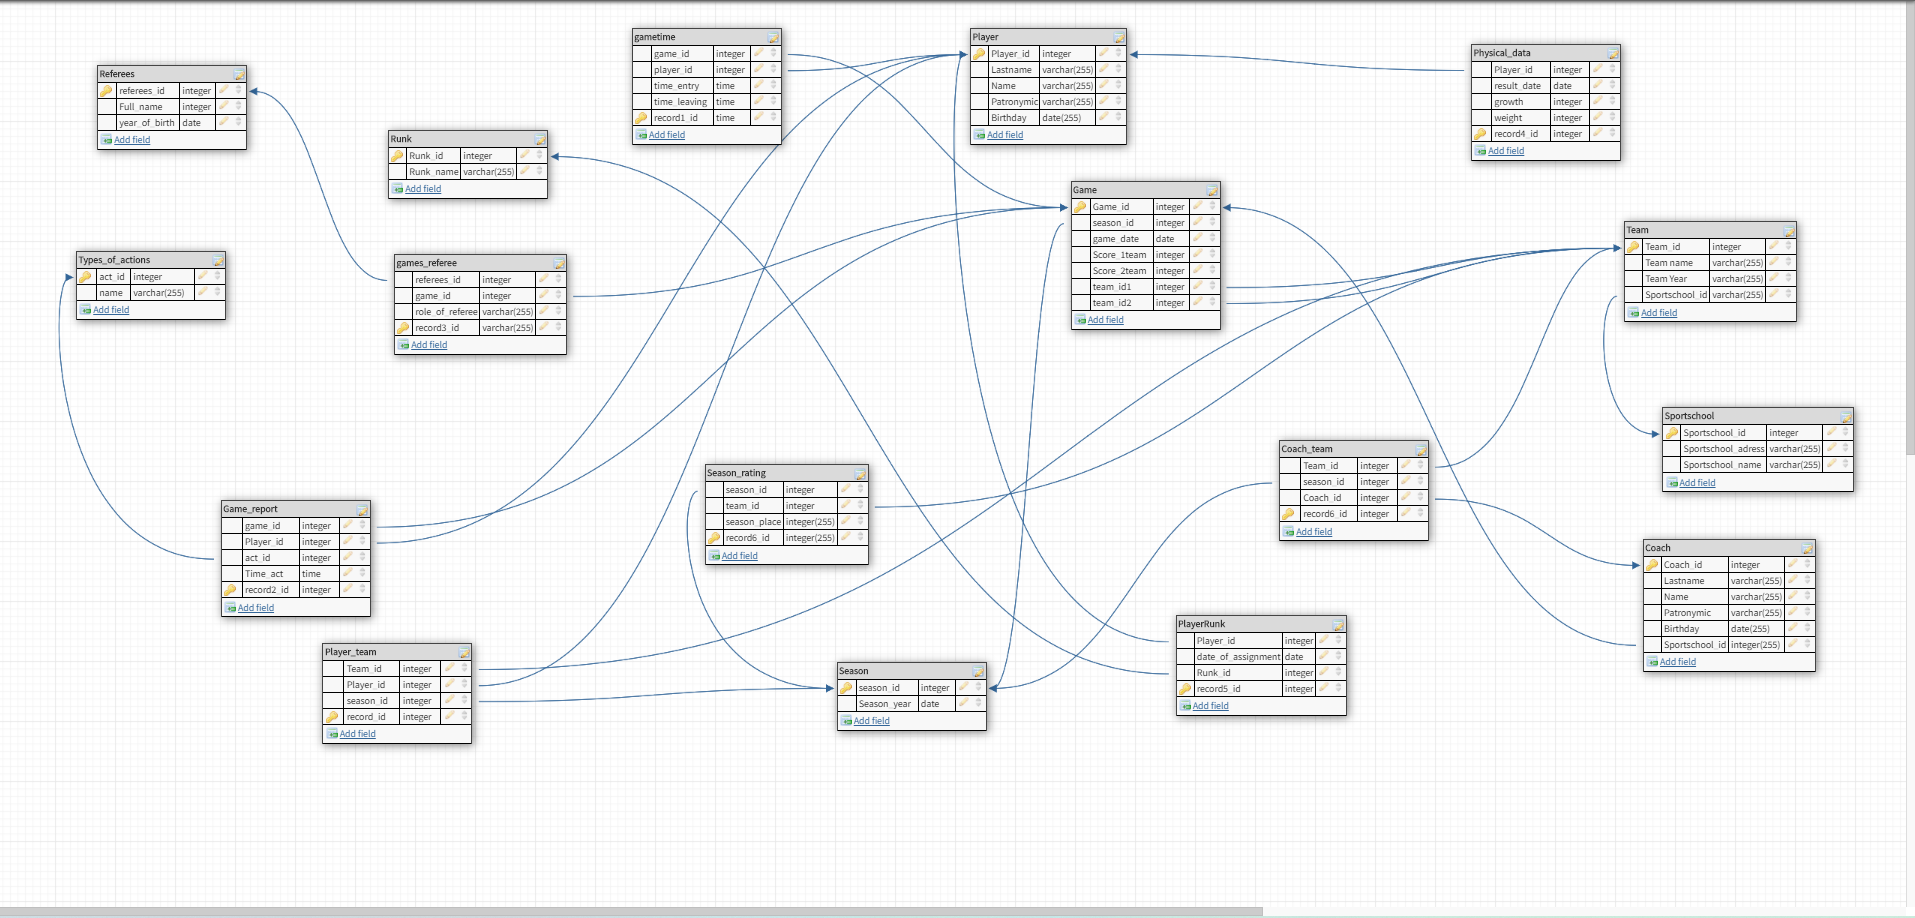 gametime
game_id integer
player_id integer
time_entry time
time_leaving time
record1_id time
Add field
Player
Player_id integer
Lastname varchar(255)
Name varchar(255)
Patronymic varchar(255)
Birthday date(255)
Add field
Physical_data
Player_id integer
result_date date
growth integer
weight integer
record4_id integer
Add field
Referees
referees_id integer
Full_name integer
year_of_birth date
Add field
Runk
Runk_id integer
Runk_name varchar(255)
Add field
Game
Game_id integer
season_id integer
game_date date
Score_1team integer
Score_2team integer
team_id1 integer
team_id2 integer
Add field
Team
Team_id integer
Team name varchar(255)
Team Year varchar(255)
Sportschool_id varchar(255)
Add field
Types_of_actions
act_id integer
name varchar(255)
Add field
games_referee
referees_id integer
game_id integer
role_of_referee varchar(255)
record3_id varchar(255)
Add field
Sportschool
Sportschool_id integer
Sportschool_adress varchar(255)
Sportschool_name varchar(255)
Add field
Season_rating
season_id integer
team_id integer
season_place integer(255)
record6_id integer(255)
Add field
Coach_team
Team_id integer
season_id integer
Coach_id integer
record6_id integer
Add field
Game_report
game_id integer
Player_id integer
act_id integer
Time_act time
record2_id integer
Add field
Coach
Coach_id integer
Lastname varchar(255)
Name varchar(255)
Patronymic varchar(255)
Birthday date(255)
Sportschool_id integer(255)
Add field
Player_team
Team_id integer
Player_id integer
season_id integer
record_id integer
Add field
Season
season_id integer
Season_year date
Add field
PlayerRunk
Player_id integer
date_of_assignment date
Runk_id integer
record5_id integer
Add field